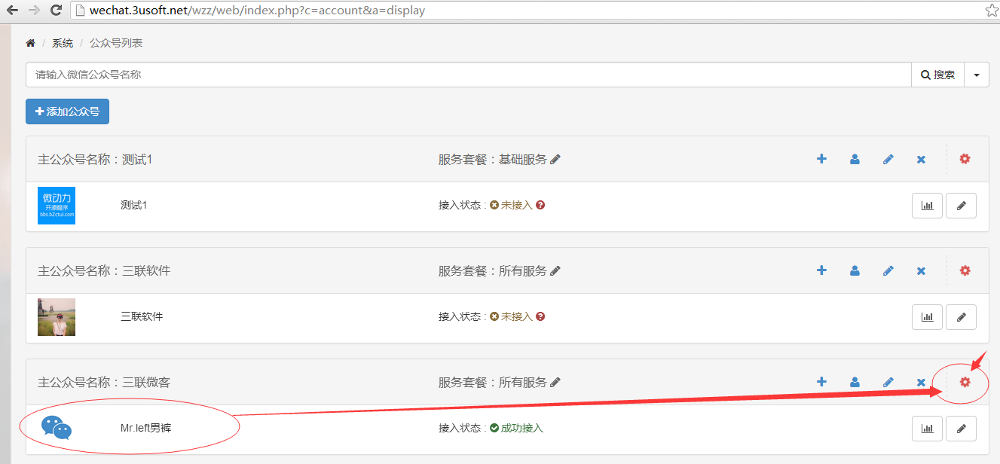 wechat.3usoft.net/wzz/web/index.php?c=account&a=display
/ 系统 / 公众号列表
请输入微信公众号名称 搜索
添加公众号
主公众号名称：测试1 服务套餐：基础服务
微动力
开源程序
bbs.b2ctui.com
测试1 接入状态 : 未接入
主公众号名称：三联软件 服务套餐：所有服务
三联软件 接入状态 : 未接入
主公众号名称：三联微客 服务套餐：所有服务
Mr.left男裤 接入状态 : 成功接入